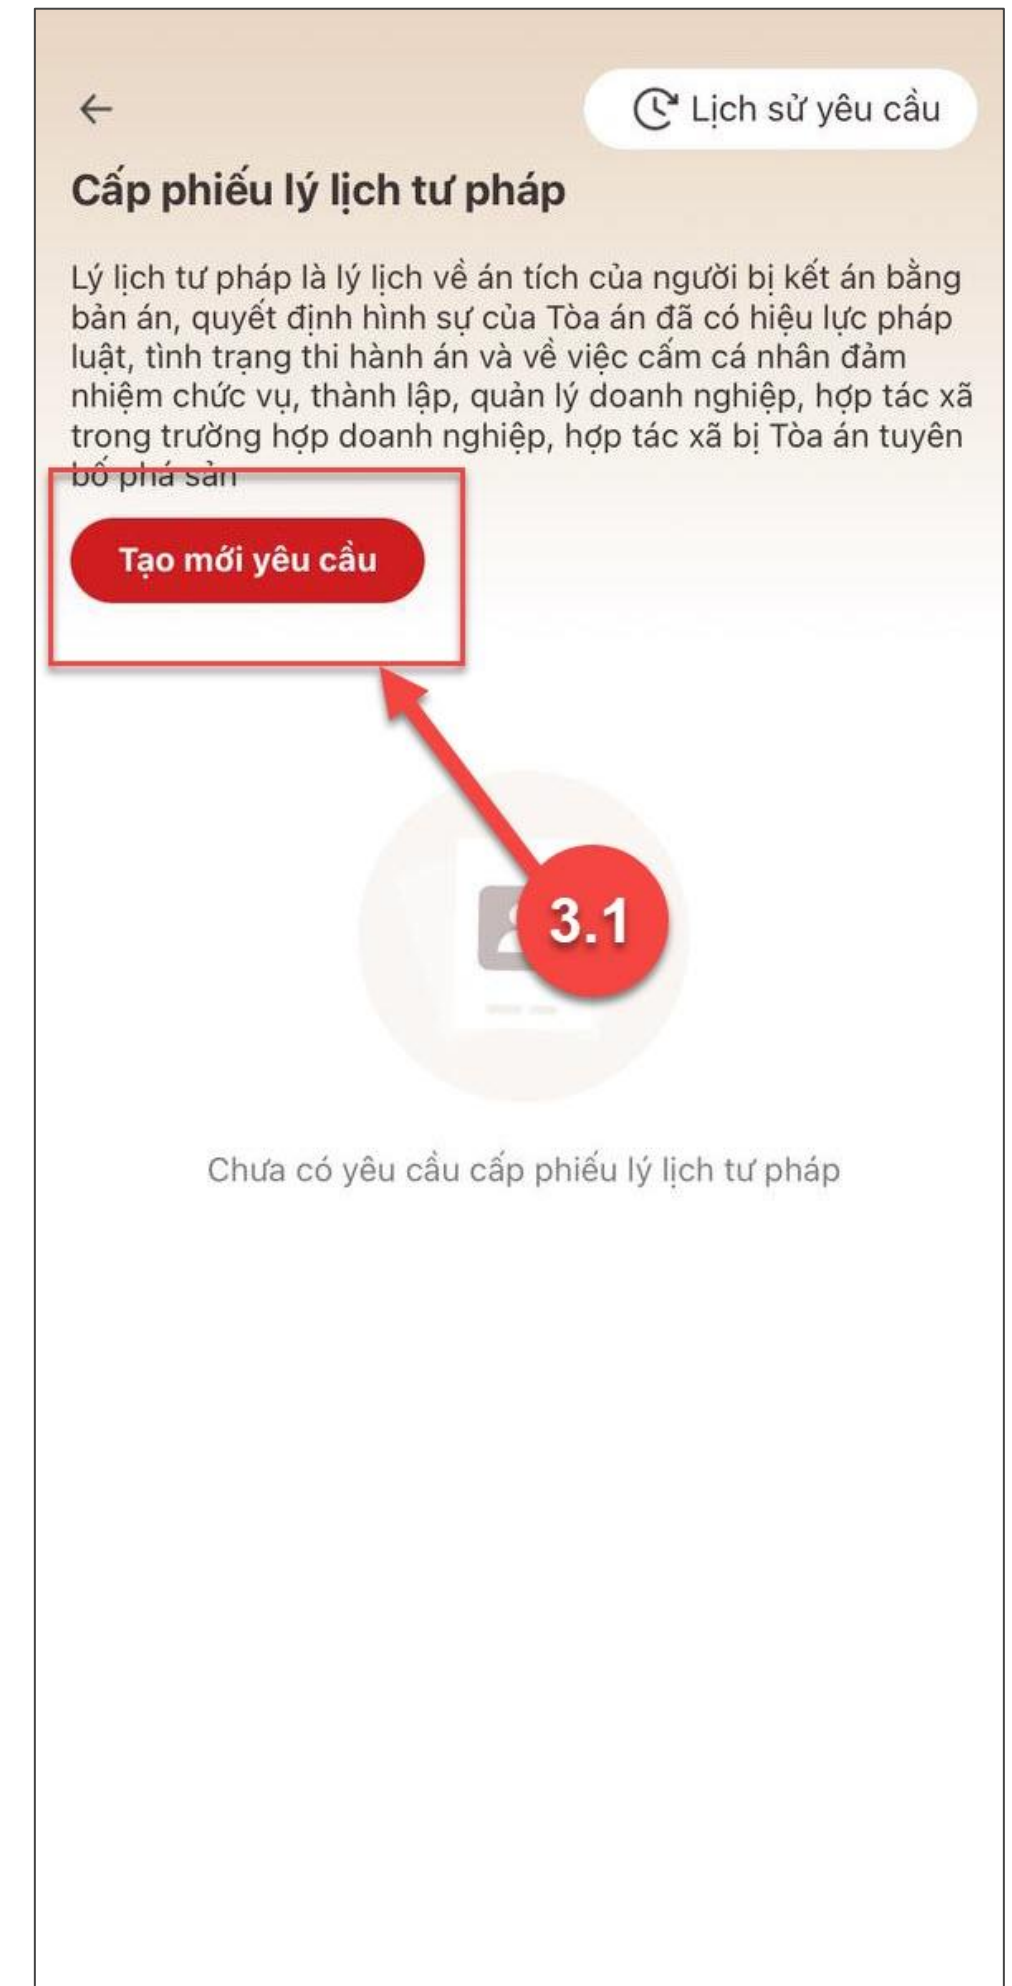 Lịch sử yêu cầu
Cấp phiếu lý lịch tư pháp
Lý lịch tư pháp là lý lịch về án tích của người bị kết án bằng
bản án, quyết định hình sự của Tòa án đã có hiệu lực pháp
luật, tình trạng thi hành án và về việc cấm cá nhân đảm
nhiệm chức vụ, thành lập, quản lý doanh nghiệp, hợp tác xã
trong trường hợp doanh nghiệp, hợp tác xã bị Tòa án tuyên
bố phá sản
Tạo mới yêu cầu
3.1
Chưa có yêu cầu cấp phiếu lý lịch tư pháp